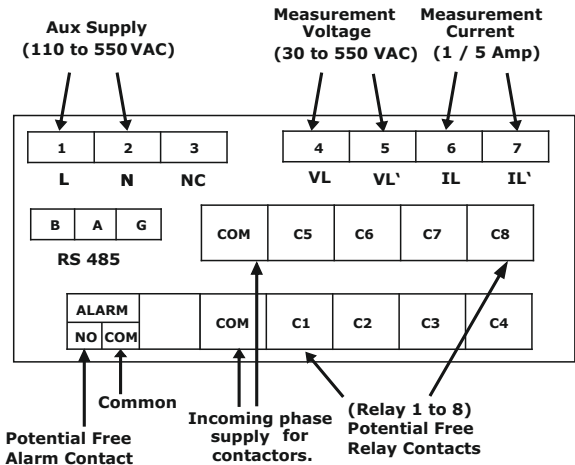 Aux Supply
(110 to 550 VAC)
Measurement
Voltage
(30 to 550 VAC)
Measurement
Current
(1 / 5 Amp)
1 2 3
L N NC
4 5 6 7
VL VL' IL IL'
B A G
RS 485
COM C5 C6 C7 C8
ALARM
NO COM
COM C1 C2 C3 C4
Common
Potential Free
Alarm Contact
Incoming phase
supply for
contactors.
(Relay 1 to 8)
Potential Free
Relay Contacts